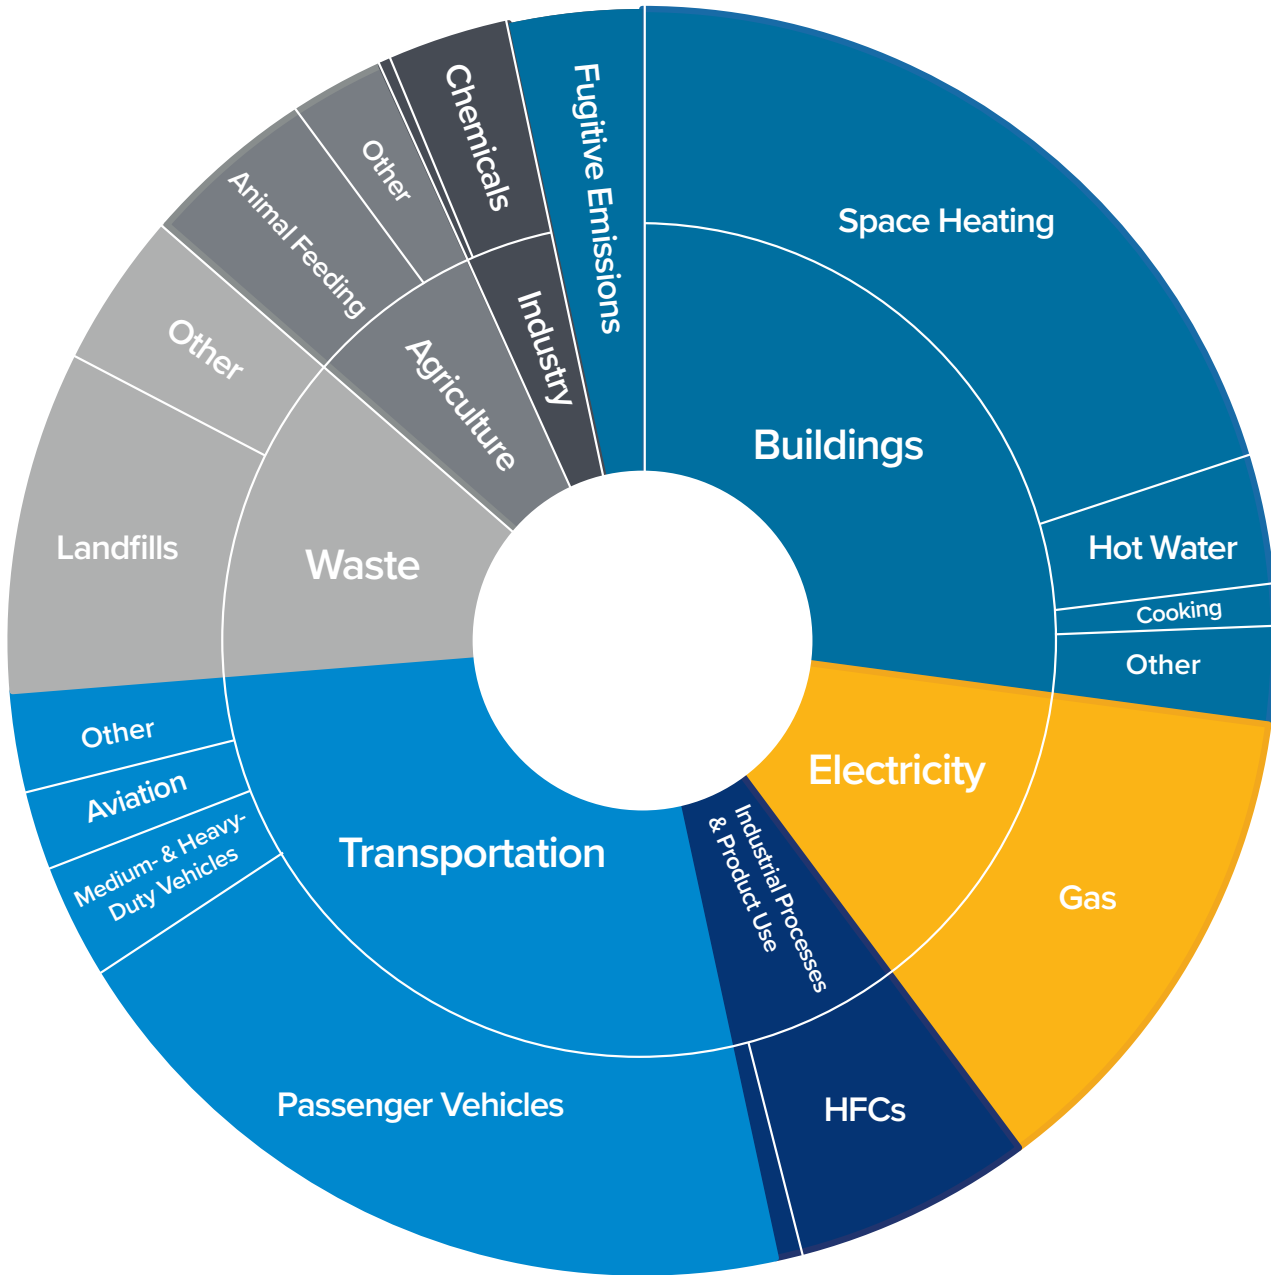 Fugitive Emissions
Chemicals
Other
Animal Feeding
Space Heating
Industry
Agriculture
Other
Buildings
Landfills
Waste
Hot Water
Cooking
Other
Other
Electricity
Aviation
Medium- & Heavy-
Duty Vehicles
Transportation
Industrial Processes
& Product Use
Gas
Passenger Vehicles
HFCs